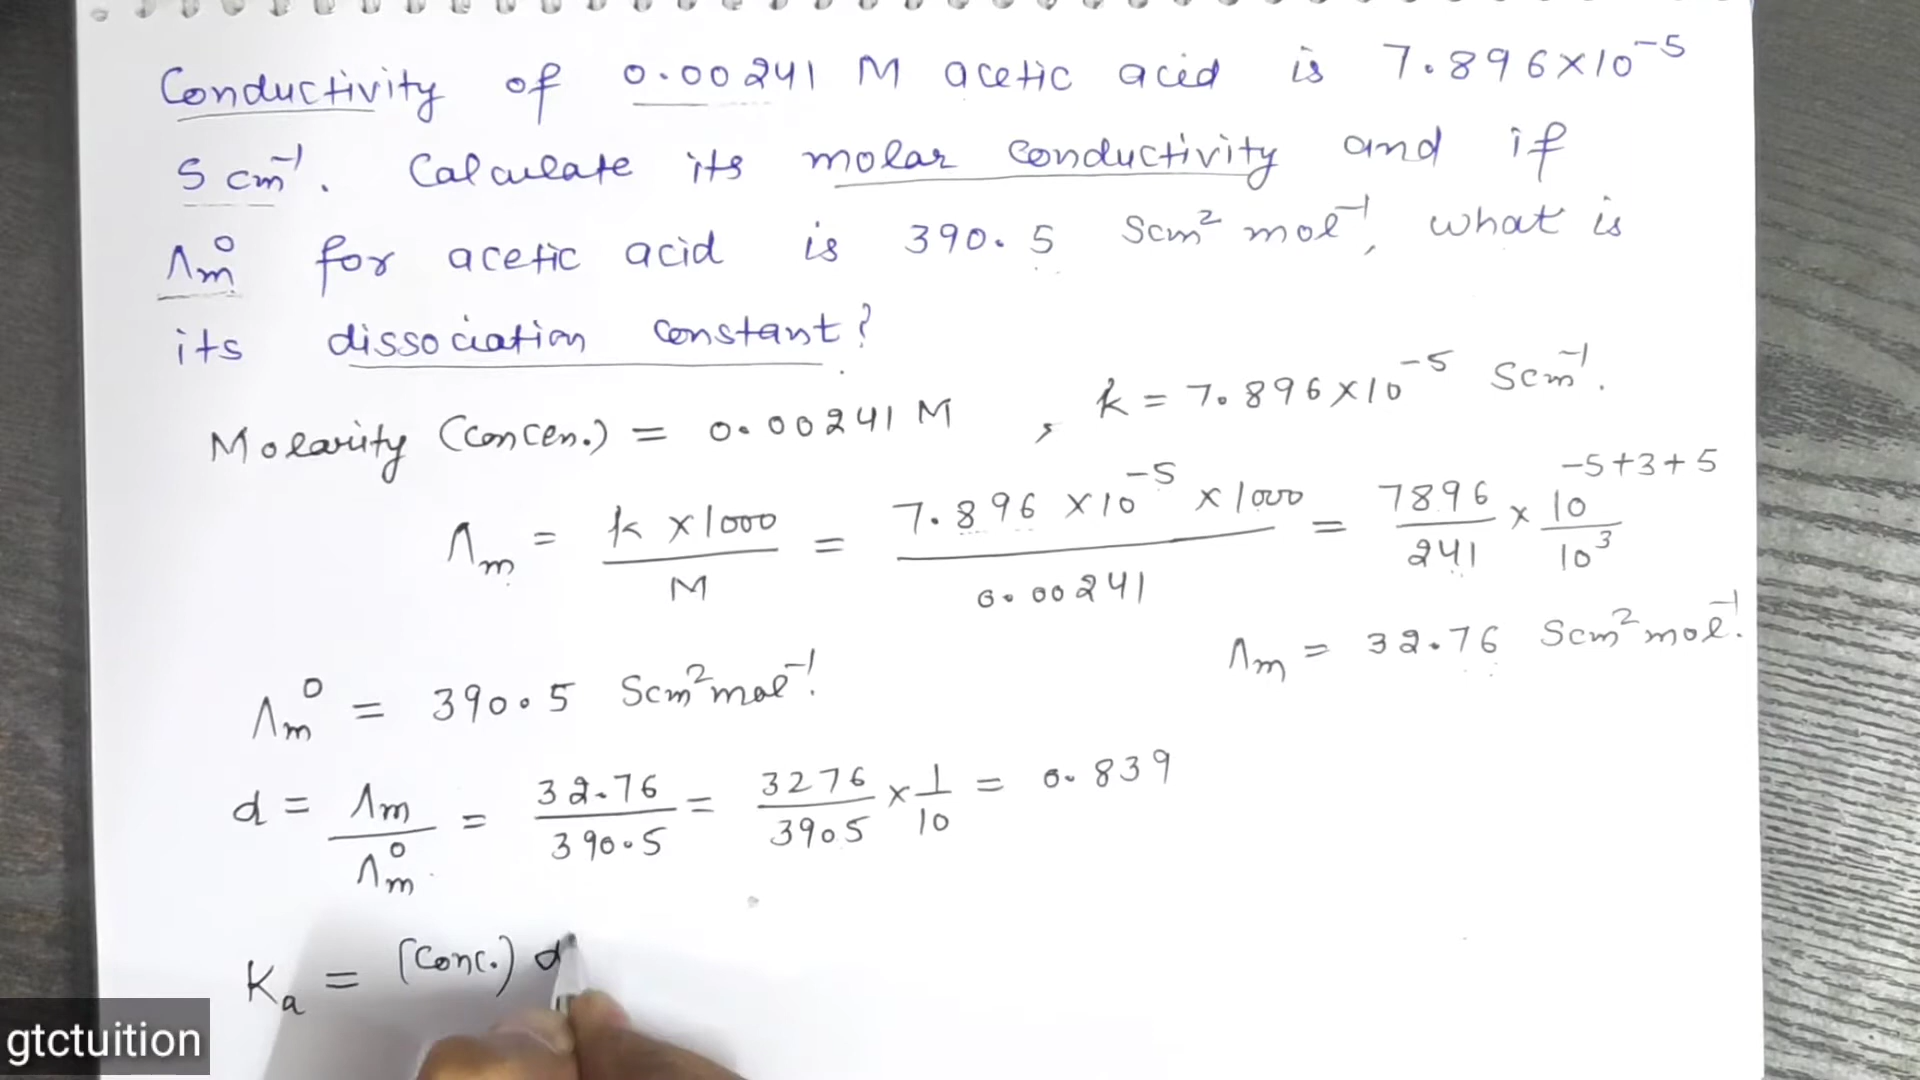 Conductivity of 0.00241 M acetic acid is 7.896×10⁻⁵
S cm⁻¹. Calculate its molar conductivity and if
Λm⁰ for acetic acid is 390.5 Scm² mol⁻¹, what is
its dissociation constant?
Molarity (Concen.) = 0.00241 M , k = 7.896×10⁻⁵ Scm⁻¹.
Λm = k×1000/M = 7.896×10⁻⁵×1000/0.00241 = 7896/241 × 10⁻⁵⁺³⁺⁵/10³
Λm = 32.76 Scm² mol⁻¹.
Λm⁰ = 390.5 Scm² mol⁻¹.
α = Λm/Λm⁰ = 32.76/390.5 = 3276/3905 × 1/10 = 0.839
Ka = (Conc.) α
gtctuition